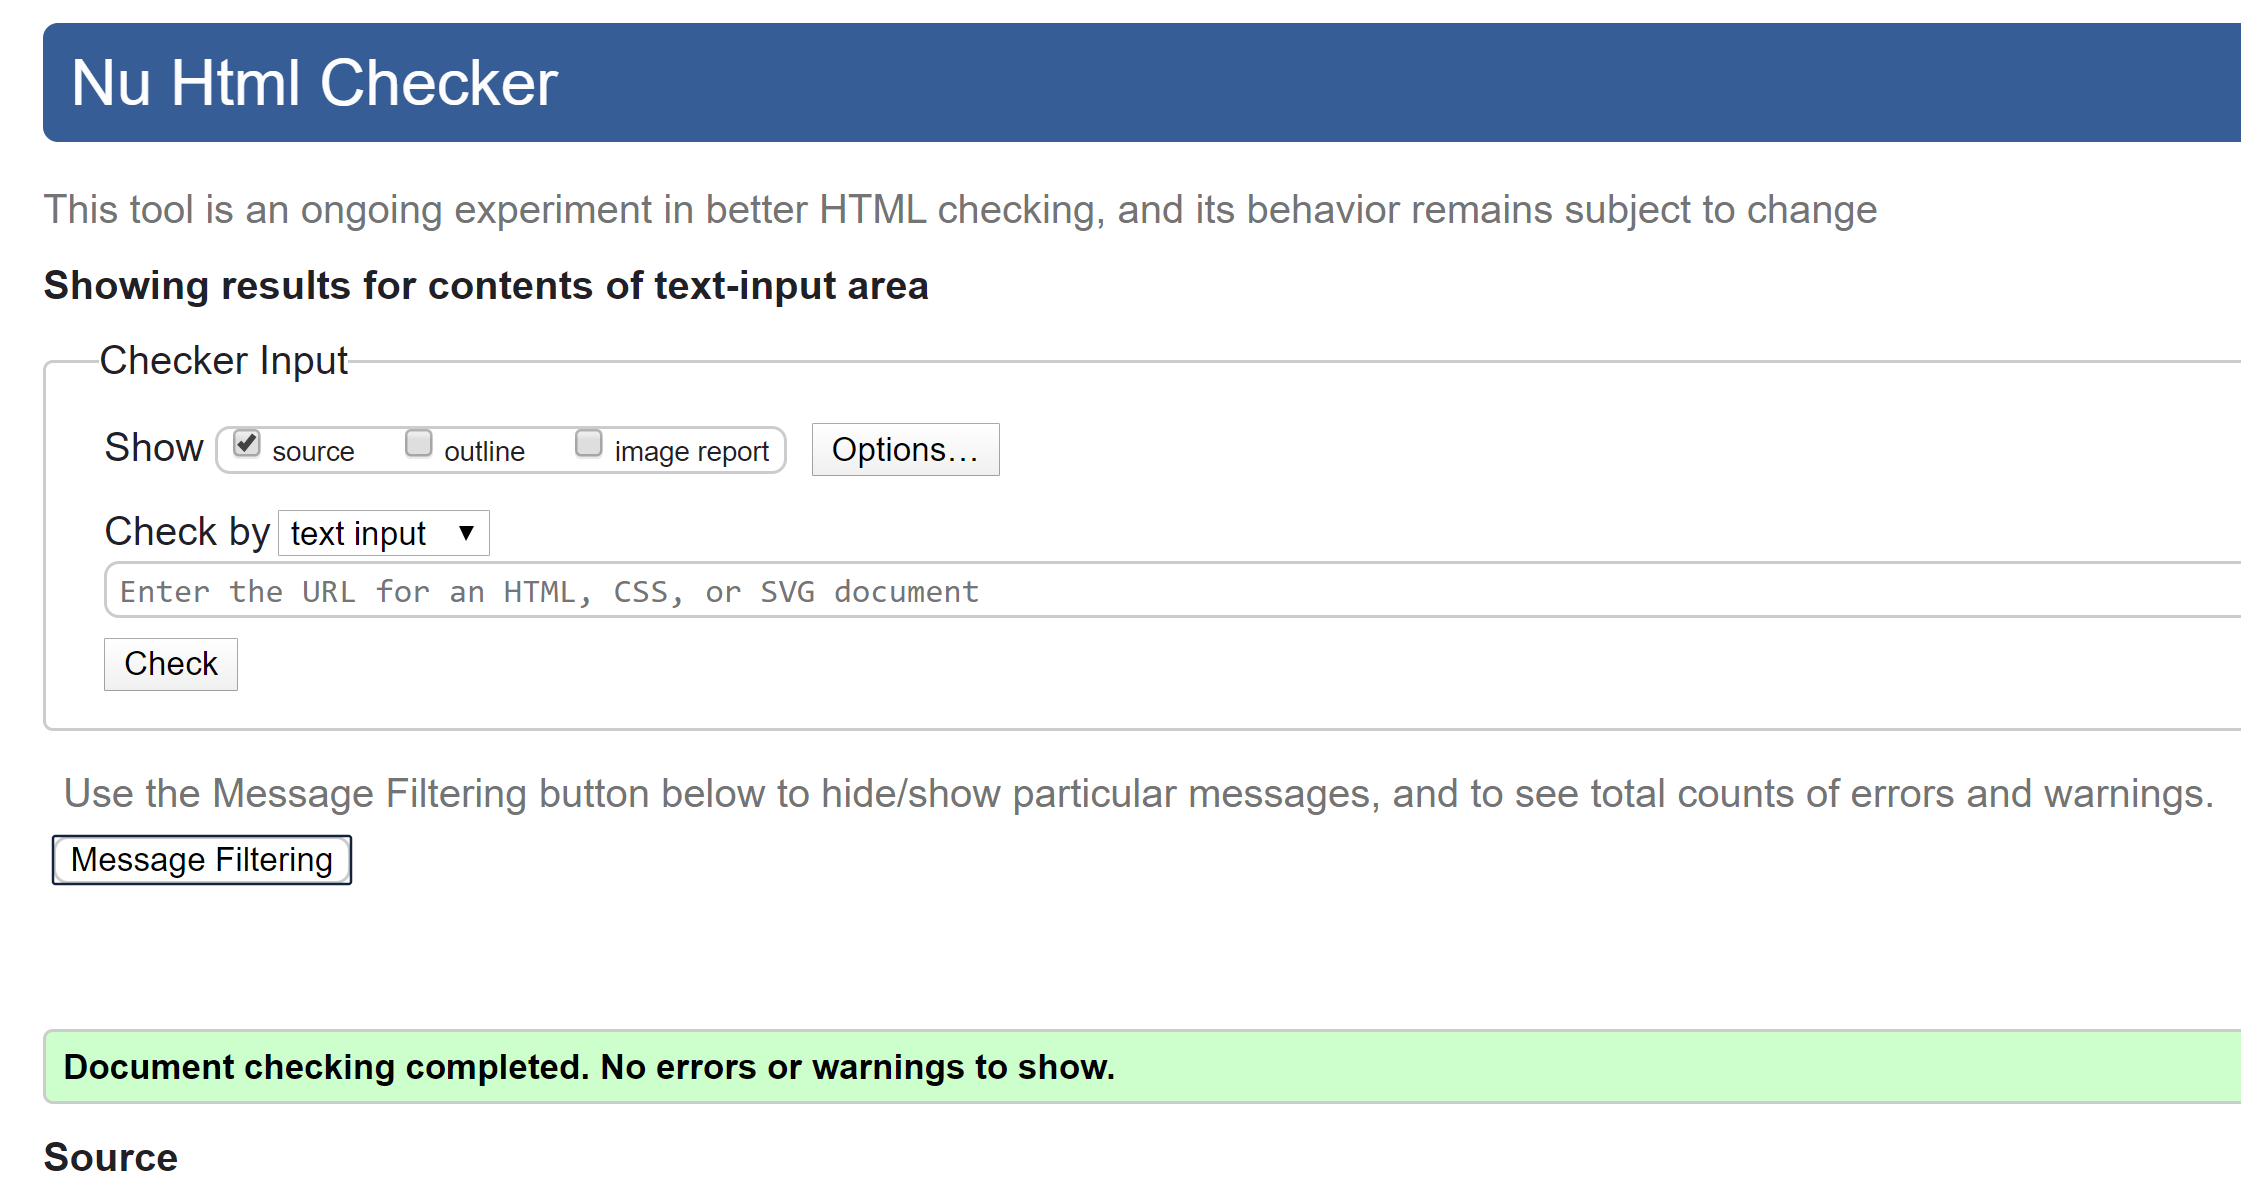 Nu Html Checker
This tool is an ongoing experiment in better HTML checking, and its behavior remains subject to change
Showing results for contents of text-input area
Checker Input
Show source outline image report Options…
Check by text input
Enter the URL for an HTML, CSS, or SVG document
Check
Use the Message Filtering button below to hide/show particular messages, and to see total counts of errors and warnings.
Message Filtering
Document checking completed. No errors or warnings to show.
Source